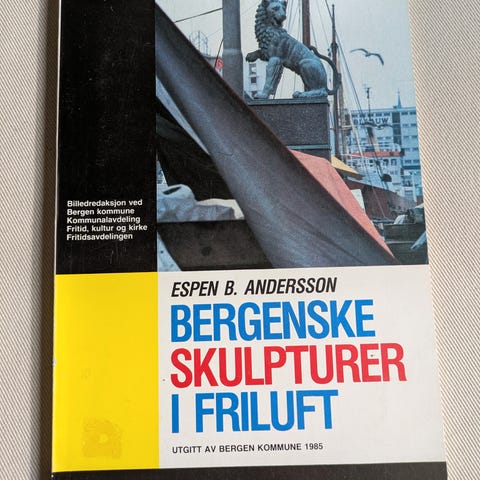 Billedredaksjon ved
Bergen kommune
Kommunalavdeling
Fritid, kultur og kirke
Fritidsavdelingen
ESPEN B. ANDERSSON
BERGENSKE
SKULPTURER
I FRILUFT
UTGITT AV BERGEN KOMMUNE 1985